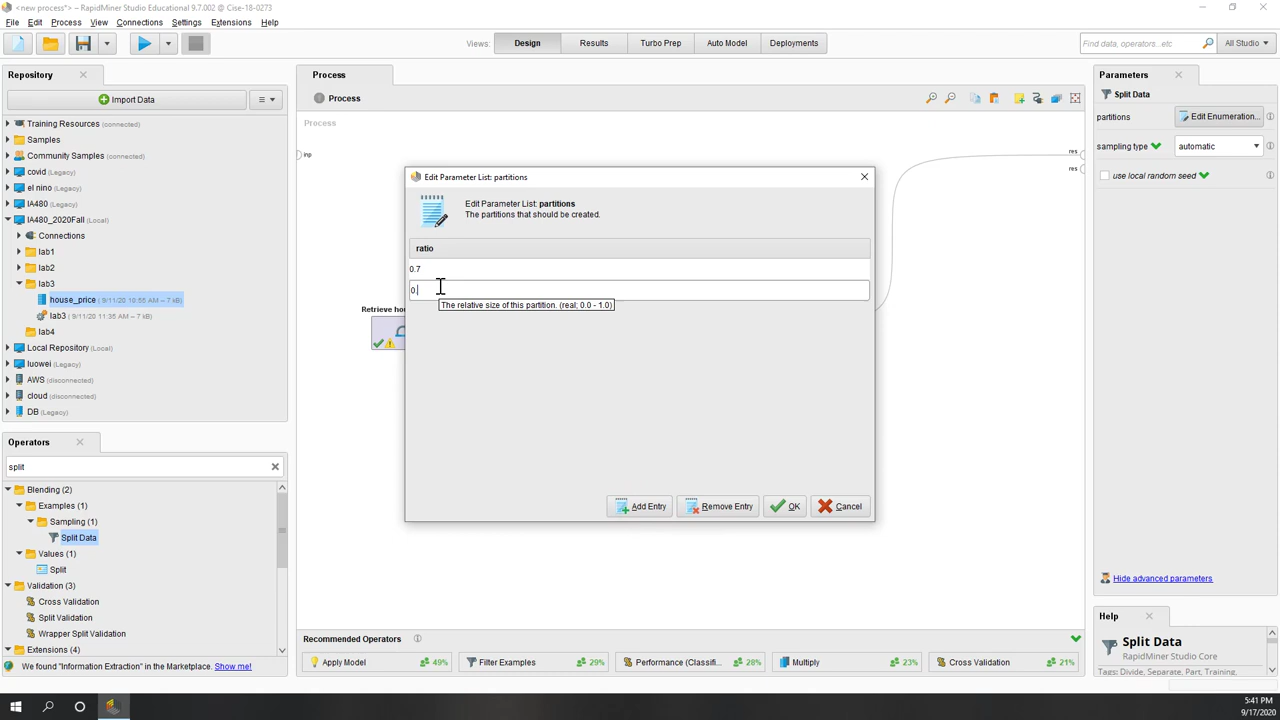 <new process*> – RapidMiner Studio Educational 9.7.002 @ Cise-18-0273
File Edit Process View Connections Settings Extensions Help
Views: Design Results Turbo Prep Auto Model Deployments
Find data, operators...etc
All Studio
Repository
Import Data
Training Resources (connected)
Samples
Community Samples (connected)
covid (Legacy)
el nino (Legacy)
IA480 (Legacy)
IA480_2020Fall (Local)
Connections
lab1
lab2
lab3
house_price (9/11/20 10:55 AM – 7 kB)
lab3 (9/11/20 11:35 AM – 7 kB)
lab4
Local Repository (Local)
luowei (Legacy)
AWS (disconnected)
cloud (disconnected)
DB (Legacy)
Operators
split
Blending (2)
Examples (1)
Sampling (1)
Split Data
Values (1)
Split
Validation (3)
Cross Validation
Split Validation
Wrapper Split Validation
Extensions (4)
We found "Information Extraction" in the Marketplace. Show me!
Process
Process
Process
inp
res
res
Retrieve hou
Edit Parameter List: partitions
Edit Parameter List: partitions
The partitions that should be created.
ratio
0.7
0
The relative size of this partition. (real; 0.0 - 1.0)
Add Entry
Remove Entry
OK
Cancel
Recommended Operators
Apply Model 49%
Filter Examples 29%
Performance (Classifi... 28%
Multiply 23%
Cross Validation 21%
Parameters
Split Data
partitions
Edit Enumeration...
sampling type
automatic
use local random seed
Hide advanced parameters
Help
Split Data
RapidMiner Studio Core
Tags: Divide, Separate, Part, Training,
5:41 PM
9/17/2020